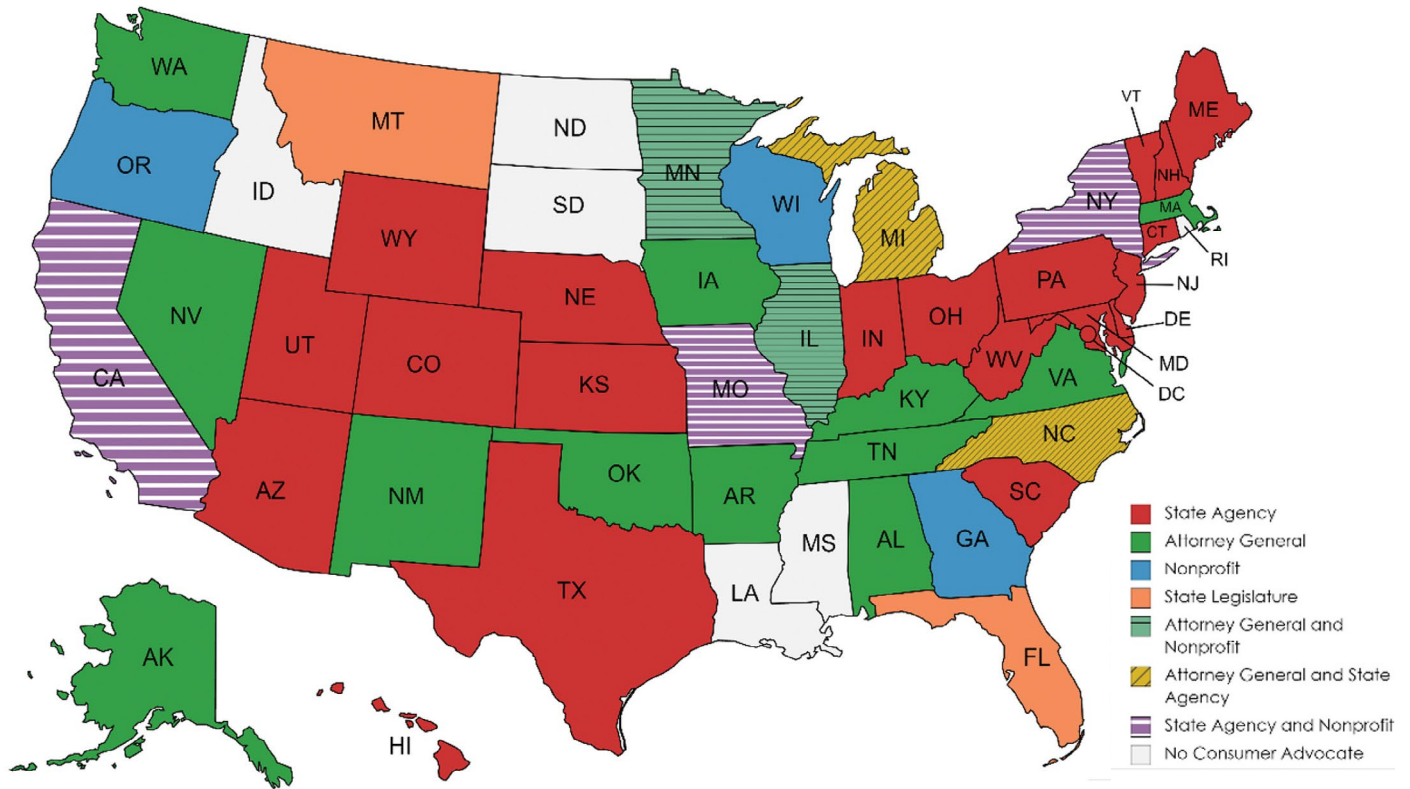 WA
MT
ND
MN
VT
ME
OR
ID
SD
WI
MI
NY
NH
MA
CT
RI
WY
IA
NE
PA
NJ
NV
UT
CO
IL
IN
OH
DE
WV
MD
DC
CA
KS
MO
KY
VA
AZ
NM
OK
AR
TN
NC
SC
TX
LA
MS
AL
GA
FL
AK
HI
State Agency
Attorney General
Nonprofit
State Legislature
Attorney General and
Nonprofit
Attorney General and State
Agency
State Agency and Nonprofit
No Consumer Advocate